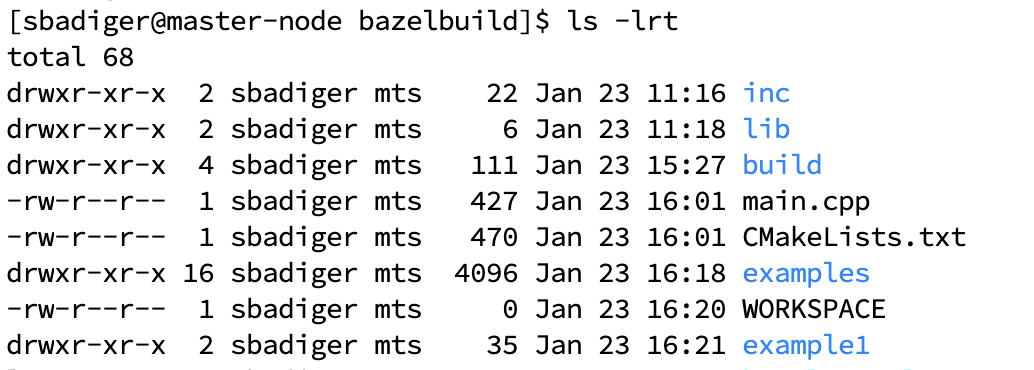 [sbadiger@master-node bazelbuild]$ ls -lrt
total 68
drwxr-xr-x  2 sbadiger mts    22 Jan 23 11:16 inc
drwxr-xr-x  2 sbadiger mts     6 Jan 23 11:18 lib
drwxr-xr-x  4 sbadiger mts   111 Jan 23 15:27 build
-rw-r--r--  1 sbadiger mts   427 Jan 23 16:01 main.cpp
-rw-r--r--  1 sbadiger mts   470 Jan 23 16:01 CMakeLists.txt
drwxr-xr-x 16 sbadiger mts  4096 Jan 23 16:18 examples
-rw-r--r--  1 sbadiger mts     0 Jan 23 16:20 WORKSPACE
drwxr-xr-x  2 sbadiger mts    35 Jan 23 16:21 example1